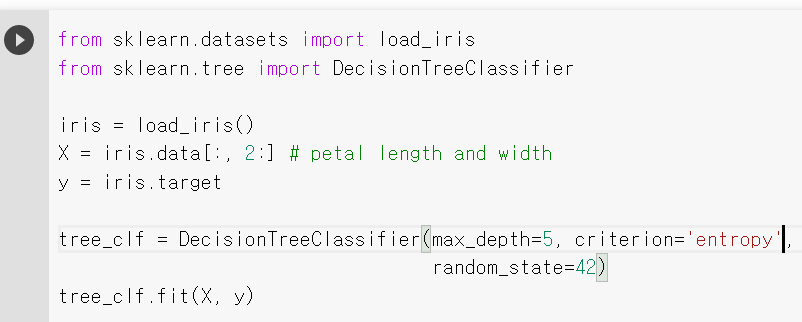 from sklearn.datasets import load_iris
from sklearn.tree import DecisionTreeClassifier
iris = load_iris()
X = iris.data[:, 2:] # petal length and width
y = iris.target
tree_clf = DecisionTreeClassifier(max_depth=5, criterion='entropy',
random_state=42)
tree_clf.fit(X, y)